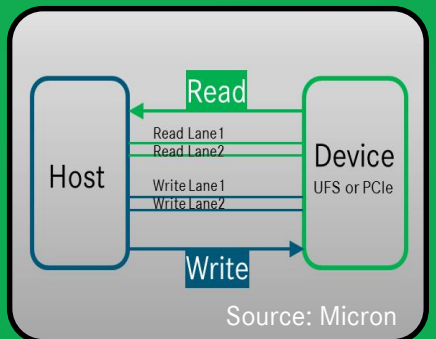 Read
Read Lane1
Read Lane2
Host
Device
UFS or PCIe
Write Lane1
Write Lane2
Write
Source: Micron